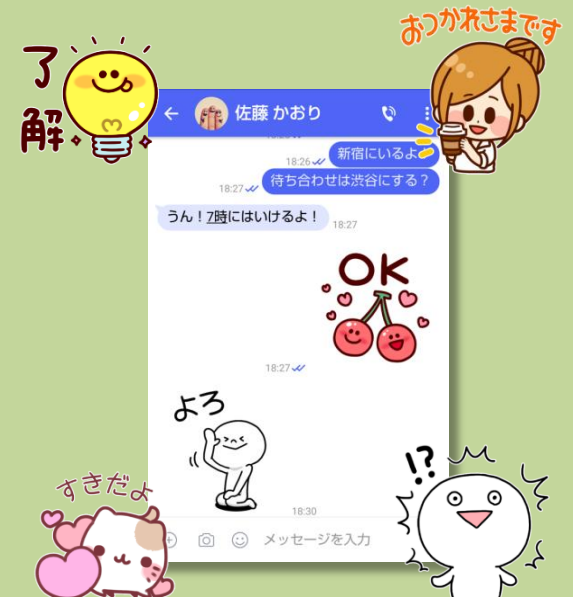 おつかれさまです
了解
佐藤 かおり
新宿にいるよ
18:26
待ち合わせは渋谷にする？
18:27
うん！7時にはいけるよ！
18:27
OK
18:27
よろ
18:30
すきだよ
!?
メッセージを入力